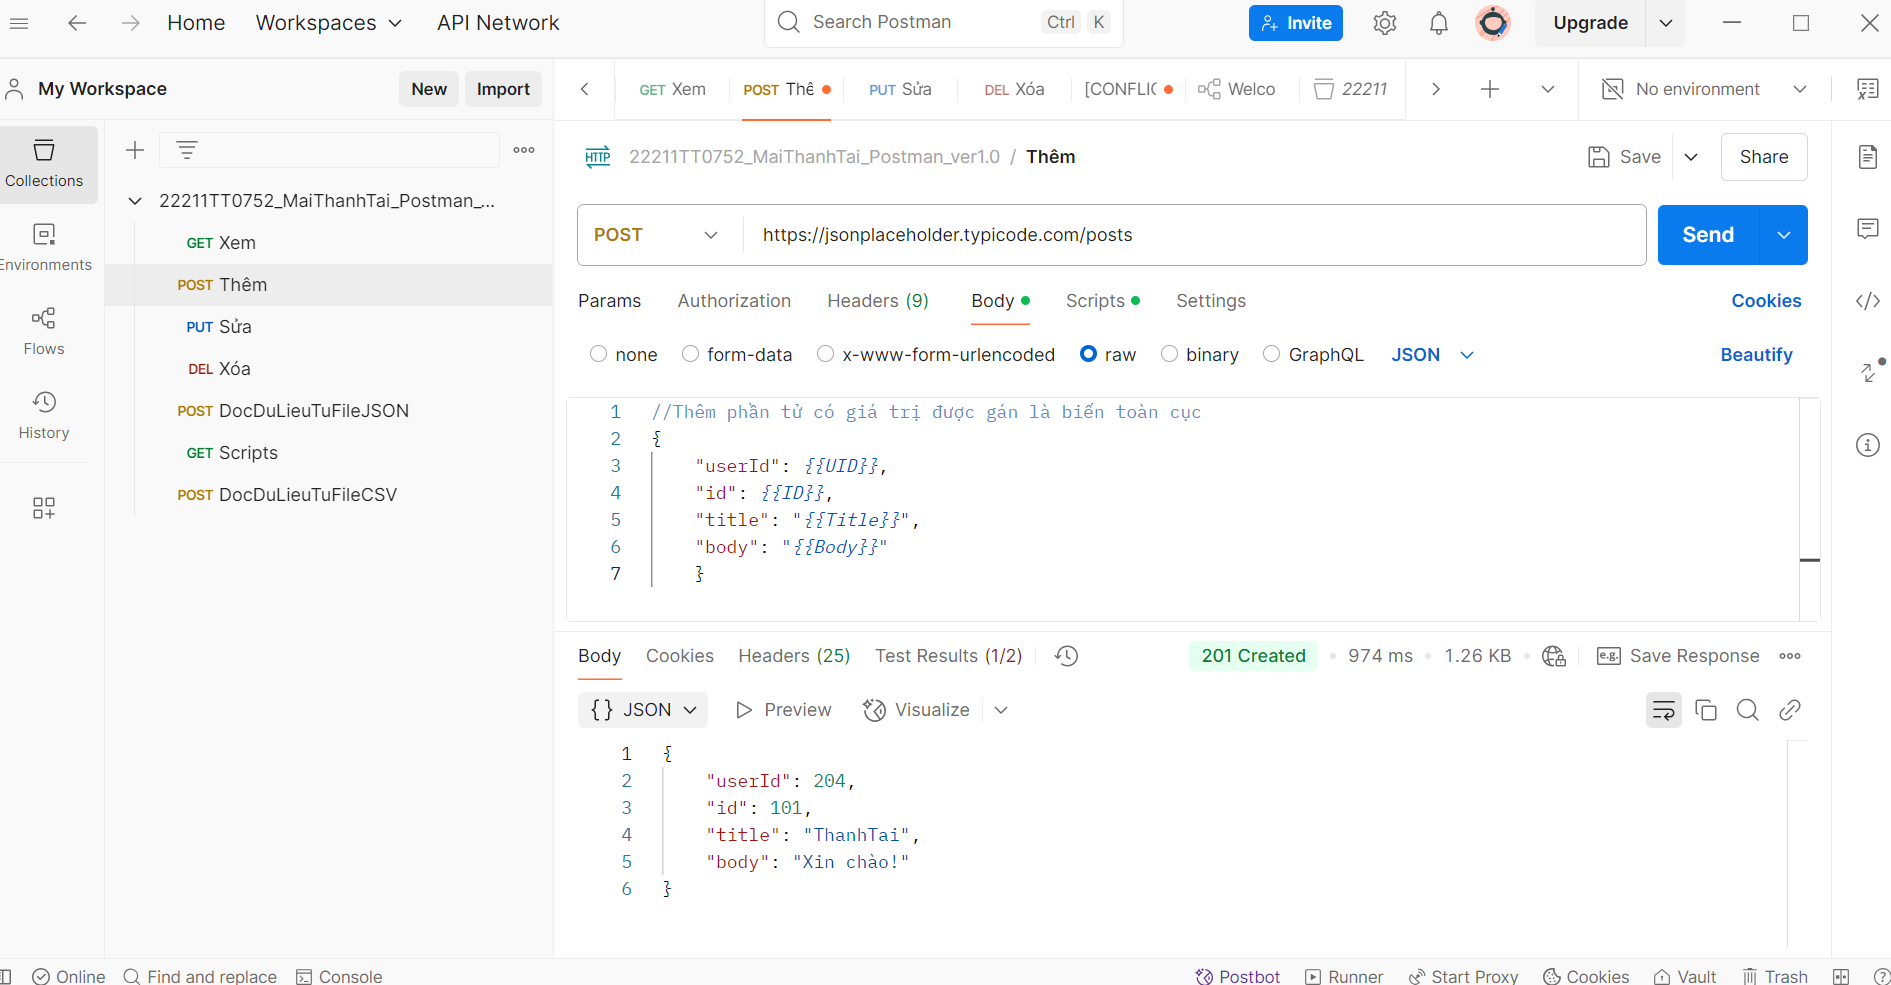 Home Workspaces API Network Search Postman Ctrl K Invite Upgrade
My Workspace New Import
GET Xem POST Thê PUT Sửa DEL Xóa [CONFLIC Welco 22211 No environment
Collections
Environments
Flows
History
22211TT0752_MaiThanhTai_Postman_...
GET Xem
POST Thêm
PUT Sửa
DEL Xóa
POST DocDuLieuTuFileJSON
GET Scripts
POST DocDuLieuTuFileCSV
HTTP 22211TT0752_MaiThanhTai_Postman_ver1.0 / Thêm Save Share
POST https://jsonplaceholder.typicode.com/posts Send
Params Authorization Headers (9) Body Scripts Settings Cookies
none form-data x-www-form-urlencoded raw binary GraphQL JSON Beautify
1 //Thêm phần tử có giá trị được gán là biến toàn cục
2 {
3 "userId": {{UID}},
4 "id": {{ID}},
5 "title": "{{Title}}",
6 "body": "{{Body}}"
7 }
Body Cookies Headers (25) Test Results (1/2) 201 Created 974 ms 1.26 KB e.g. Save Response
{} JSON Preview Visualize
1 {
2 "userId": 204,
3 "id": 101,
4 "title": "ThanhTai",
5 "body": "Xin chào!"
6 }
Online Find and replace Console Postbot Runner Start Proxy Cookies Vault Trash